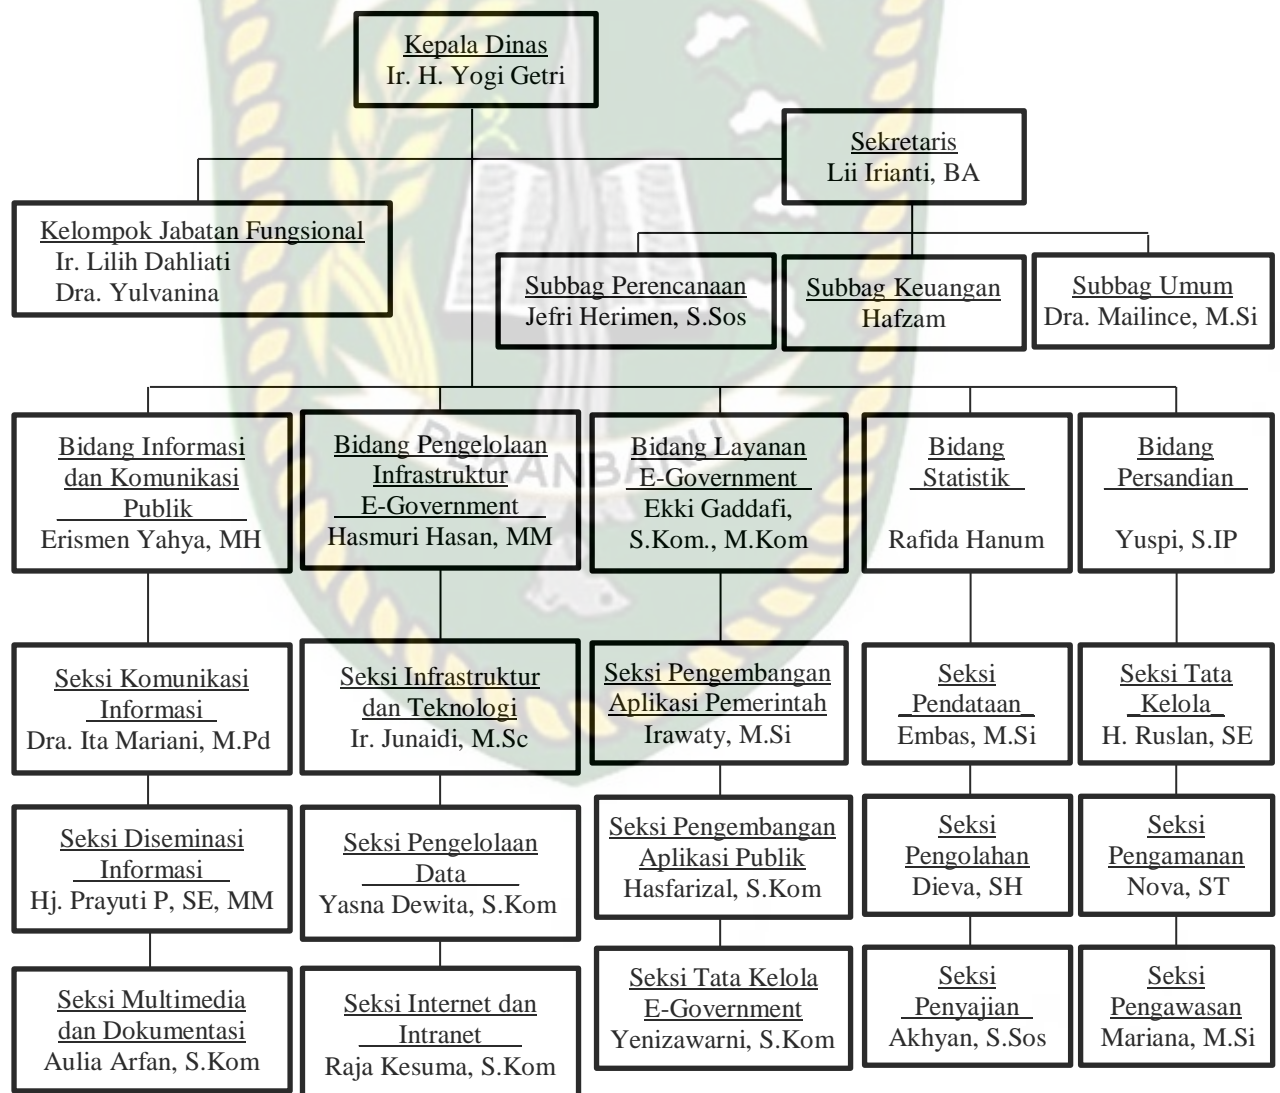 Kepala Dinas
Ir. H. Yogi Getri
Sekretaris
Lii Irianti, BA
Kelompok Jabatan Fungsional
Ir. Lilih Dahliati
Dra. Yulvanina
Subbag Perencanaan
Jefri Herimen, S.Sos
Subbag Keuangan
Hafzam
Subbag Umum
Dra. Mailince, M.Si
Bidang Informasi
dan Komunikasi
Publik
Erismen Yahya, MH
Bidang Pengelolaan
Infrastruktur
E-Government
Hasmuri Hasan, MM
Bidang Layanan
E-Government
Ekki Gaddafi,
S.Kom., M.Kom
Bidang
Statistik
Rafida Hanum
Bidang
Persandian
Yuspi, S.IP
PEKANBARU
Seksi Komunikasi
Informasi
Dra. Ita Mariani, M.Pd
Seksi Infrastruktur
dan Teknologi
Ir. Junaidi, M.Sc
Seksi Pengembangan
Aplikasi Pemerintah
Irawaty, M.Si
Seksi
Pendataan
Embas, M.Si
Seksi Tata
Kelola
H. Ruslan, SE
Seksi Diseminasi
Informasi
Hj. Prayuti P, SE, MM
Seksi Pengelolaan
Data
Yasna Dewita, S.Kom
Seksi Pengembangan
Aplikasi Publik
Hasfarizal, S.Kom
Seksi
Pengolahan
Dieva, SH
Seksi
Pengamanan
Nova, ST
Seksi Multimedia
dan Dokumentasi
Aulia Arfan, S.Kom
Seksi Internet dan
Intranet
Raja Kesuma, S.Kom
Seksi Tata Kelola
E-Government
Yenizawarni, S.Kom
Seksi
Penyajian
Akhyan, S.Sos
Seksi
Pengawasan
Mariana, M.Si